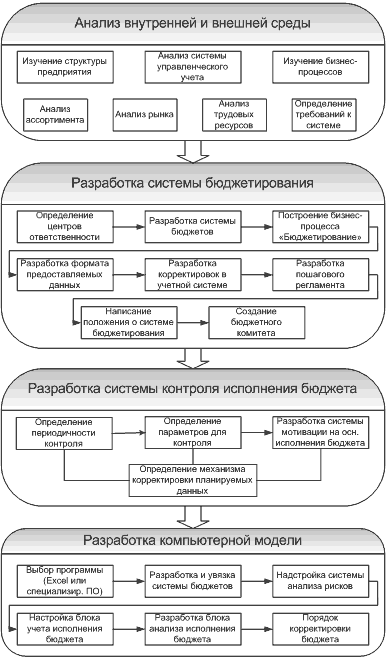 Анализ внутренней и внешней среды
Изучение структуры
предприятия
Анализ системы
управленческого
учета
Изучение бизнес-
процессов
Анализ
ассортимента
Анализ рынка
Анализ
трудовых
ресурсов
Определение
требований к
системе
Разработка системы бюджетирования
Определение
центров
ответственности
Разработка системы
бюджетов
Построение бизнес-
процесса
«Бюджетирование»
Разработка формата
предоставляемых
данных
Разработка
корректировок в
учетной системе
Разработка
пошагового
регламента
Написание
положения о системе
бюджетирования
Создание
бюджетного
комитета
Разработка системы контроля исполнения бюджета
Определение
периодичности
контроля
Определение
параметров для
контроля
Разработка системы
мотивации на осн.
исполнения бюджета
Определение механизма
корректировки планируемых
данных
Разработка компьютерной модели
Выбор программы
(Excel или
специализир. ПО)
Разработка и увязка
системы бюджетов
Надстройка системы
анализа рисков
Настройка блока
учета исполнения
бюджета
Разработка блока
анализа исполнения
бюджета
Порядок
корректировки
бюджета